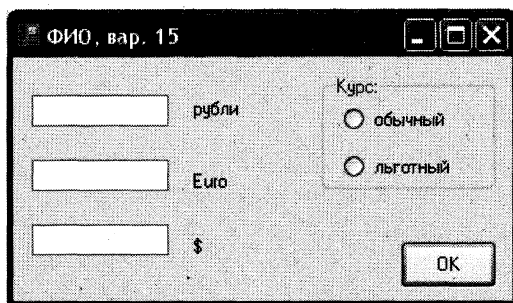 ФИО, вар. 15
рубли
Euro
$
Курс:
обычный
льготный
OK